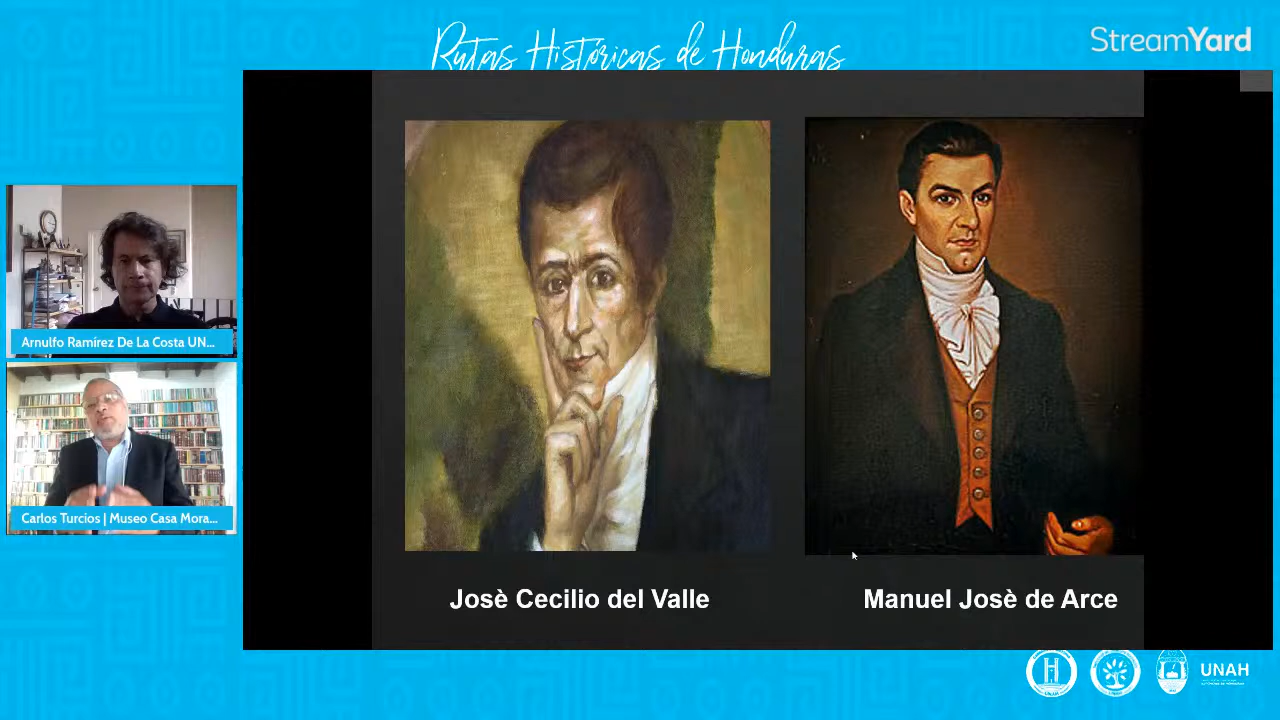 Rutas Históricas de Honduras
StreamYard
Arnulfo Ramírez De La Costa UN...
Carlos Turcios | Museo Casa Mora...
Josè Cecilio del Valle
Manuel Josè de Arce
UNAH